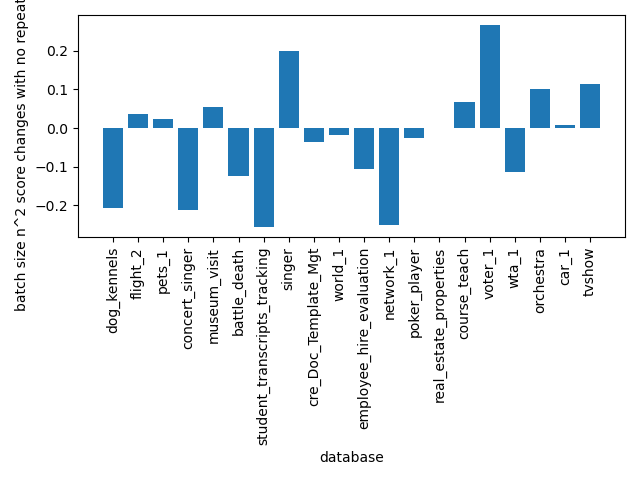 batch size n^2 score changes with no repeat
0.2
0.1
0.0
−0.1
−0.2
dog_kennels
flight_2
pets_1
concert_singer
museum_visit
battle_death
student_transcripts_tracking
singer
cre_Doc_Template_Mgt
world_1
employee_hire_evaluation
network_1
poker_player
real_estate_properties
course_teach
voter_1
wta_1
orchestra
car_1
tvshow
database